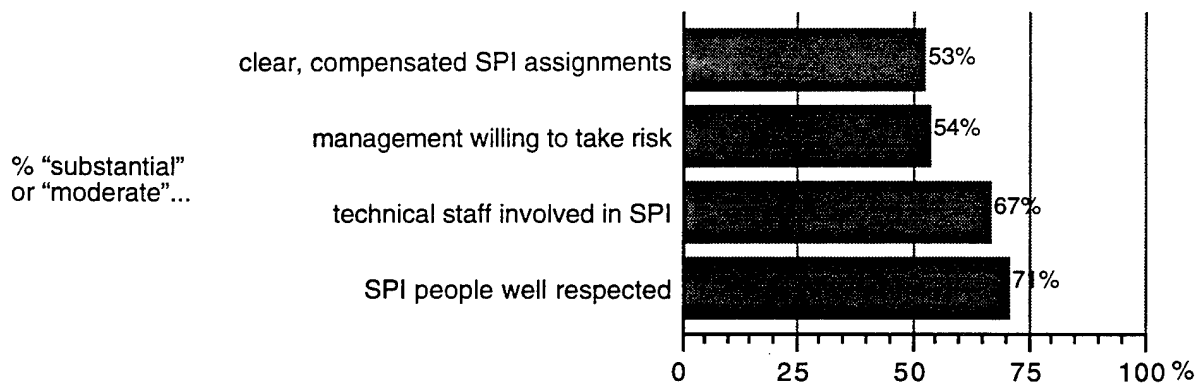 clear, compensated SPI assignments 53%
management willing to take risk 54%
% “substantial”
or “moderate”...
technical staff involved in SPI 67%
SPI people well respected 71%
0 25 50 75 100 %